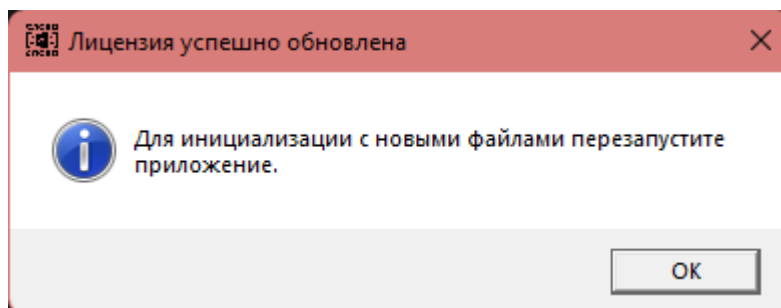 Лицензия успешно обновлена
Для инициализации с новыми файлами перезапустите
приложение.
OK